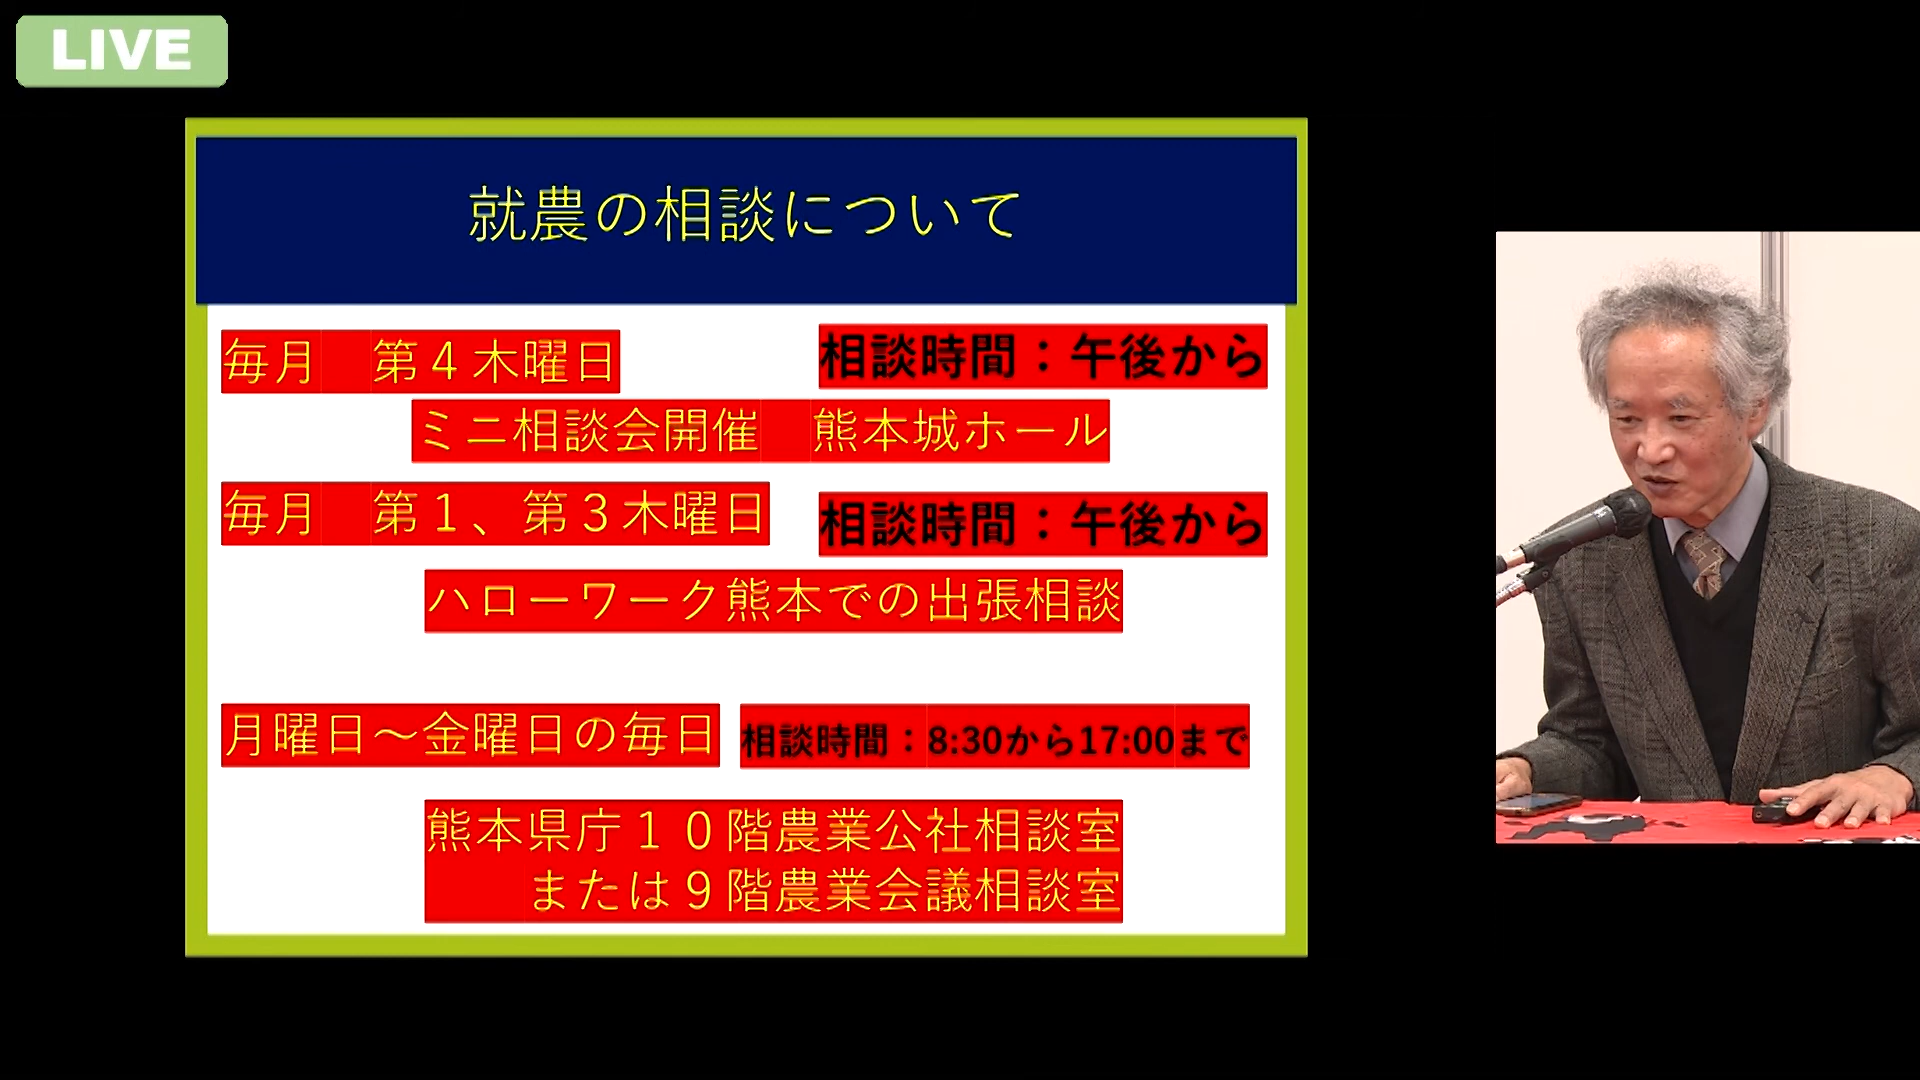 LIVE
就農の相談について
毎月　第４木曜日
相談時間：午後から
ミニ相談会開催　熊本城ホール
毎月　第１、第３木曜日
相談時間：午後から
ハローワーク熊本での出張相談
月曜日～金曜日の毎日
相談時間：8:30から17:00まで
熊本県庁１０階農業公社相談室
または９階農業会議相談室